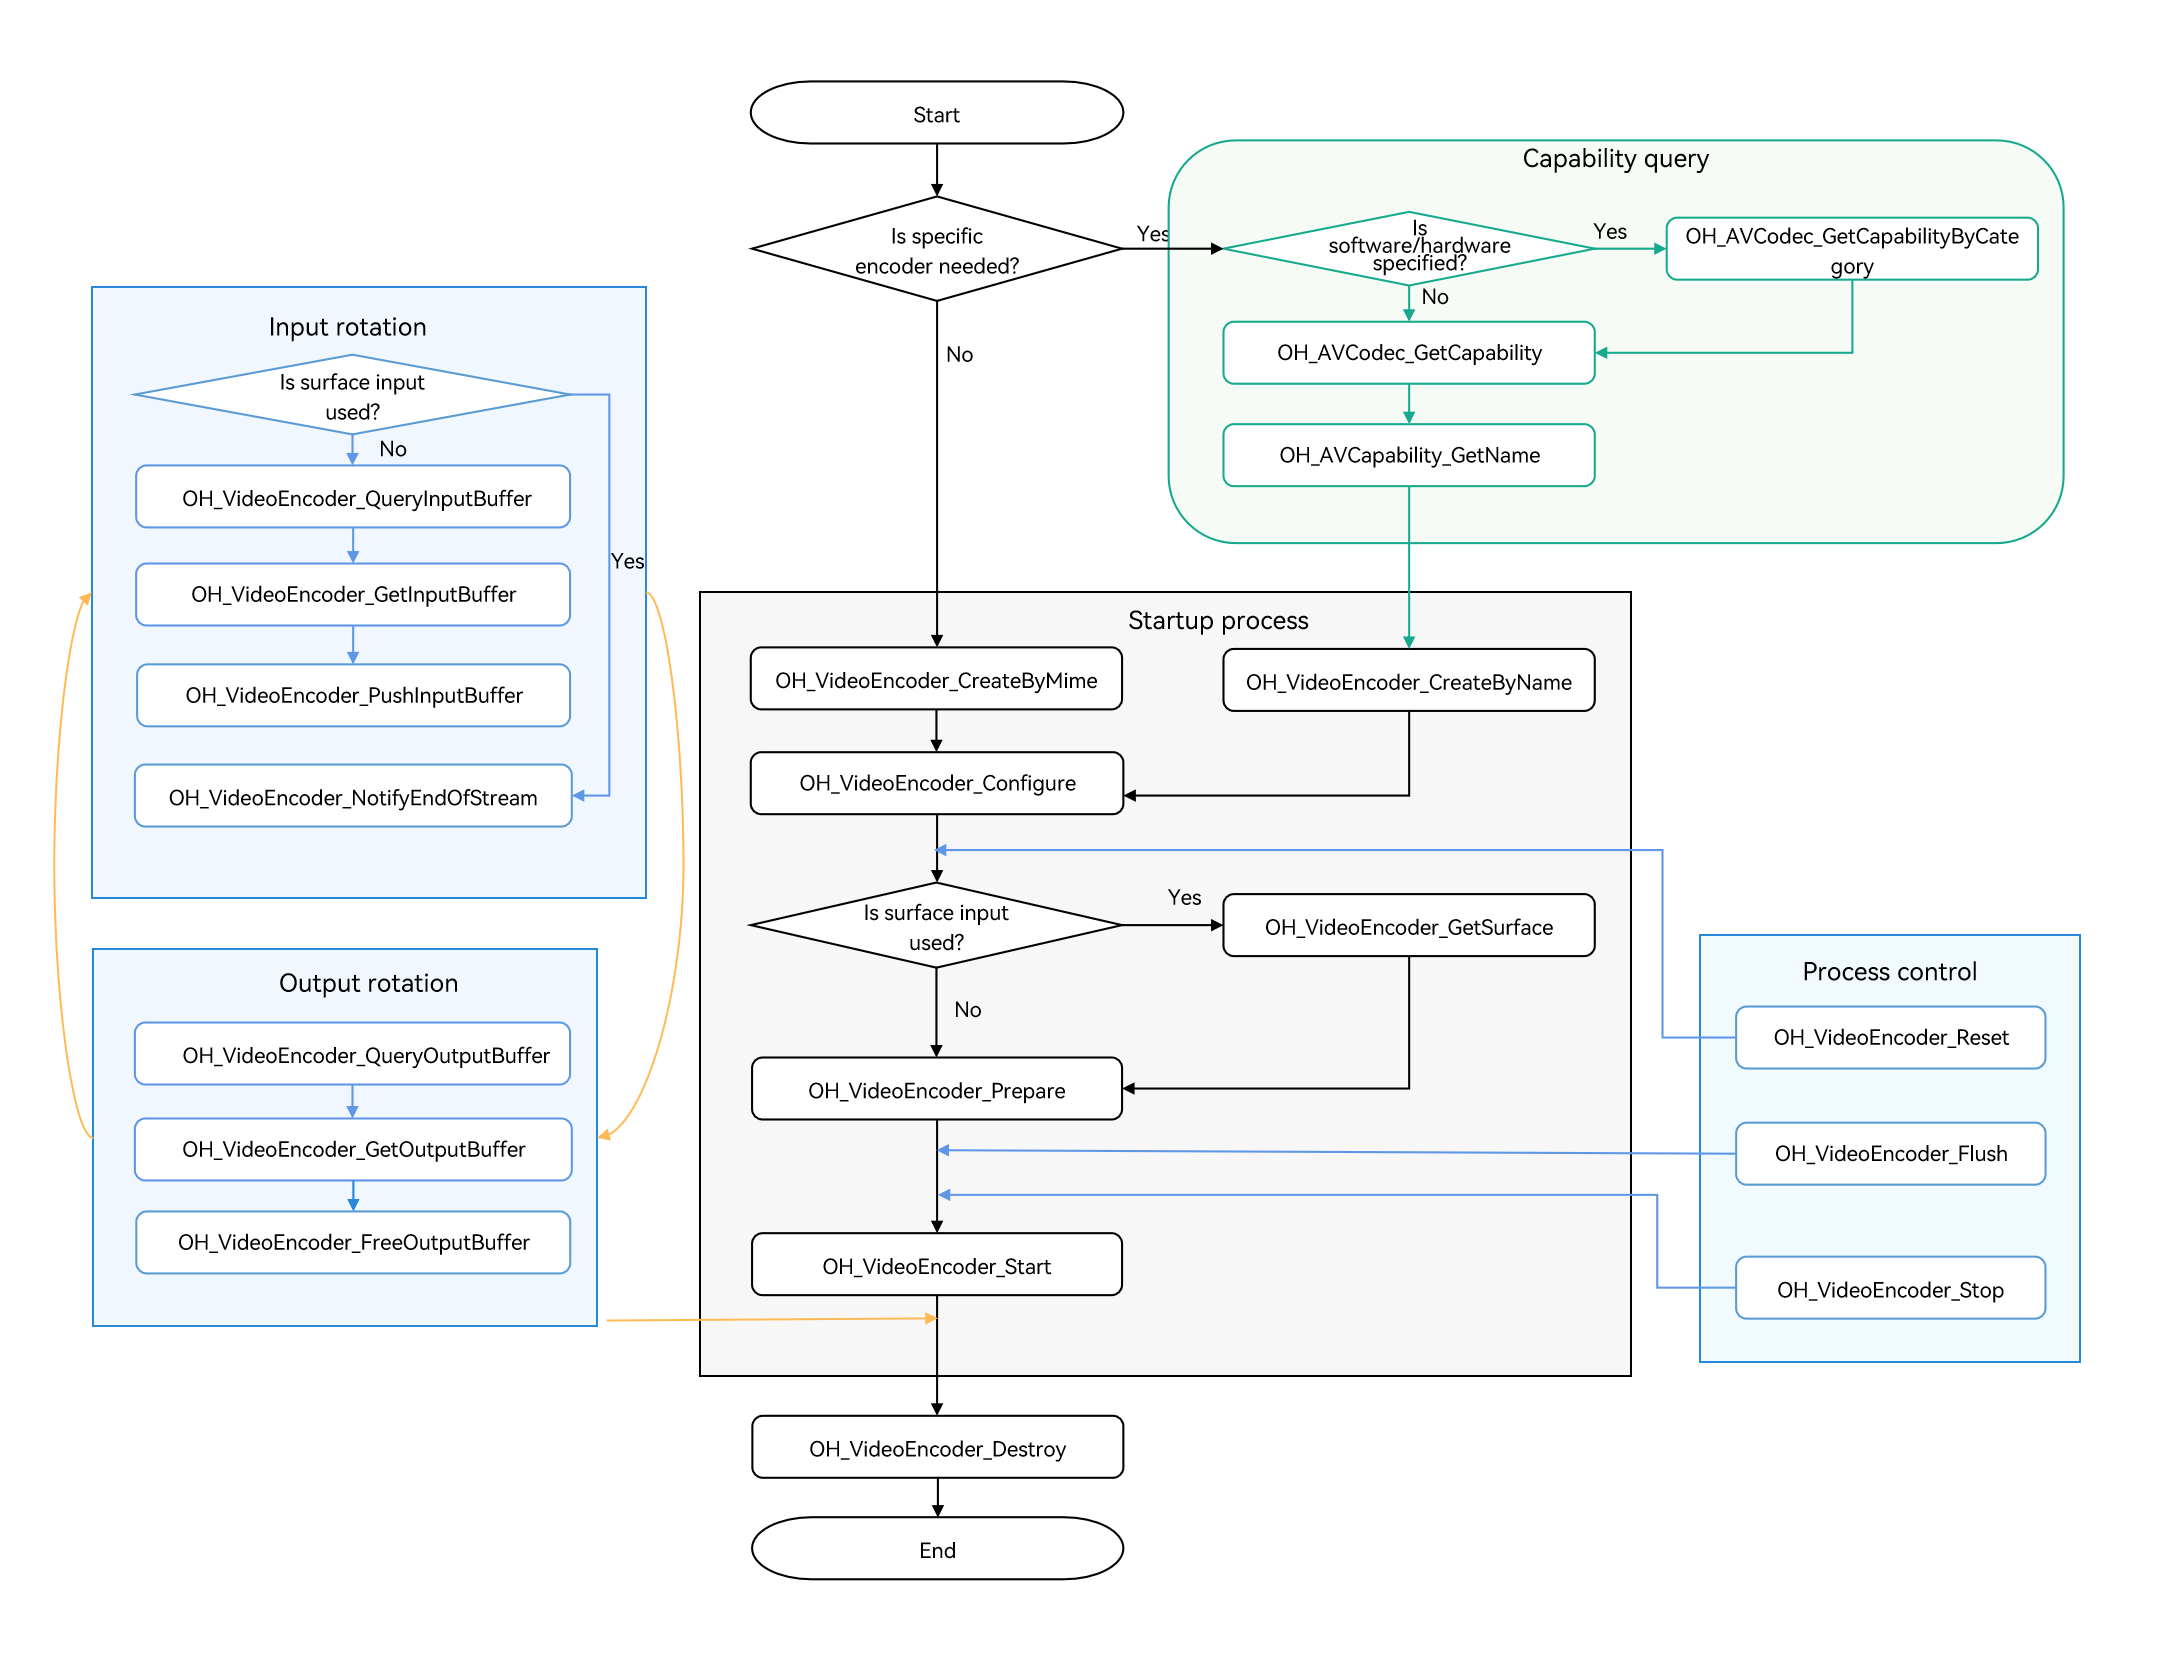 Start
Is specific
encoder needed?
Yes
No
Capability query
Is
software/hardware
specified?
Yes
OH_AVCodec_GetCapabilityByCate
gory
No
OH_AVCodec_GetCapability
OH_AVCapability_GetName
Input rotation
Is surface input
used?
No
Yes
OH_VideoEncoder_QueryInputBuffer
OH_VideoEncoder_GetInputBuffer
OH_VideoEncoder_PushInputBuffer
OH_VideoEncoder_NotifyEndOfStream
Output rotation
OH_VideoEncoder_QueryOutputBuffer
OH_VideoEncoder_GetOutputBuffer
OH_VideoEncoder_FreeOutputBuffer
Startup process
OH_VideoEncoder_CreateByMime
OH_VideoEncoder_CreateByName
OH_VideoEncoder_Configure
Is surface input
used?
Yes
OH_VideoEncoder_GetSurface
No
OH_VideoEncoder_Prepare
OH_VideoEncoder_Start
Process control
OH_VideoEncoder_Reset
OH_VideoEncoder_Flush
OH_VideoEncoder_Stop
OH_VideoEncoder_Destroy
End